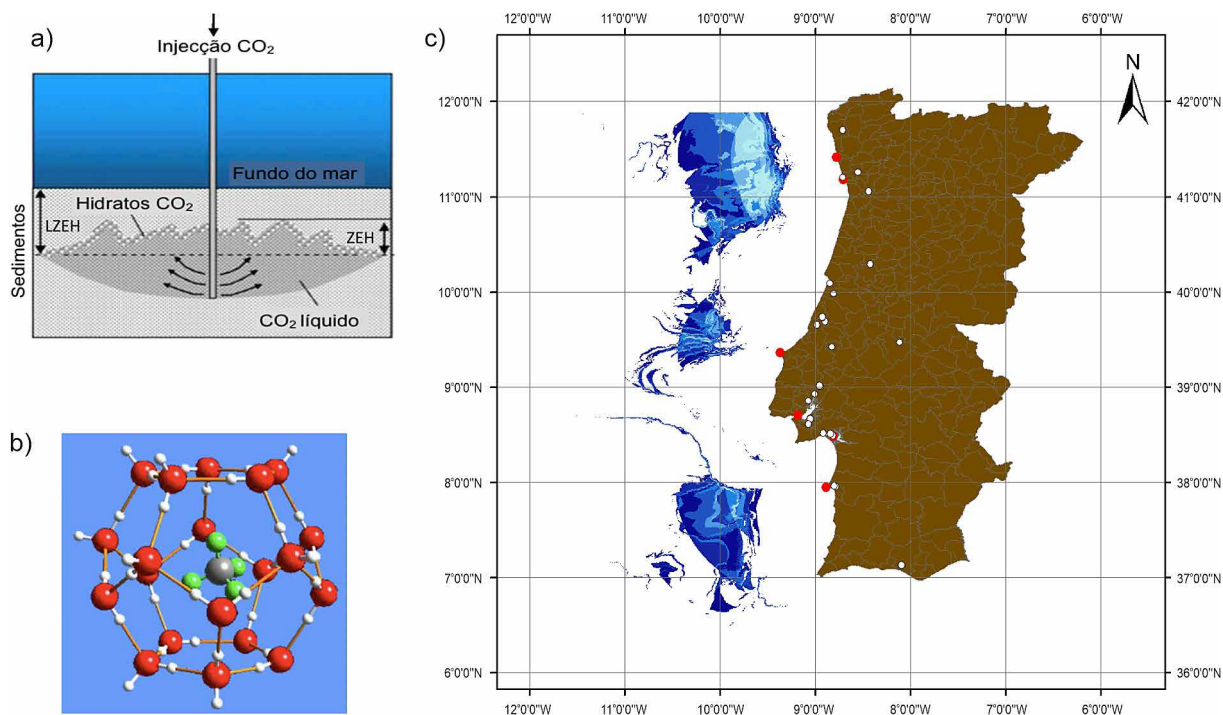 a)
Injecção CO₂
Fundo do mar
Hidratos CO₂
LZEH
ZEH
Sedimentos
CO₂ líquido
b)
c)
12°0'0"W 11°0'0"W 10°0'0"W 9°0'0"W 8°0'0"W 7°0'0"W 6°0'0"W
N
12°0'0"N 42°0'0"N
11°0'0"N 41°0'0"N
10°0'0"N 40°0'0"N
9°0'0"N 39°0'0"N
8°0'0"N 38°0'0"N
7°0'0"N 37°0'0"N
6°0'0"N 36°0'0"N
12°0'0"W 11°0'0"W 10°0'0"W 9°0'0"W 8°0'0"W 7°0'0"W 6°0'0"W